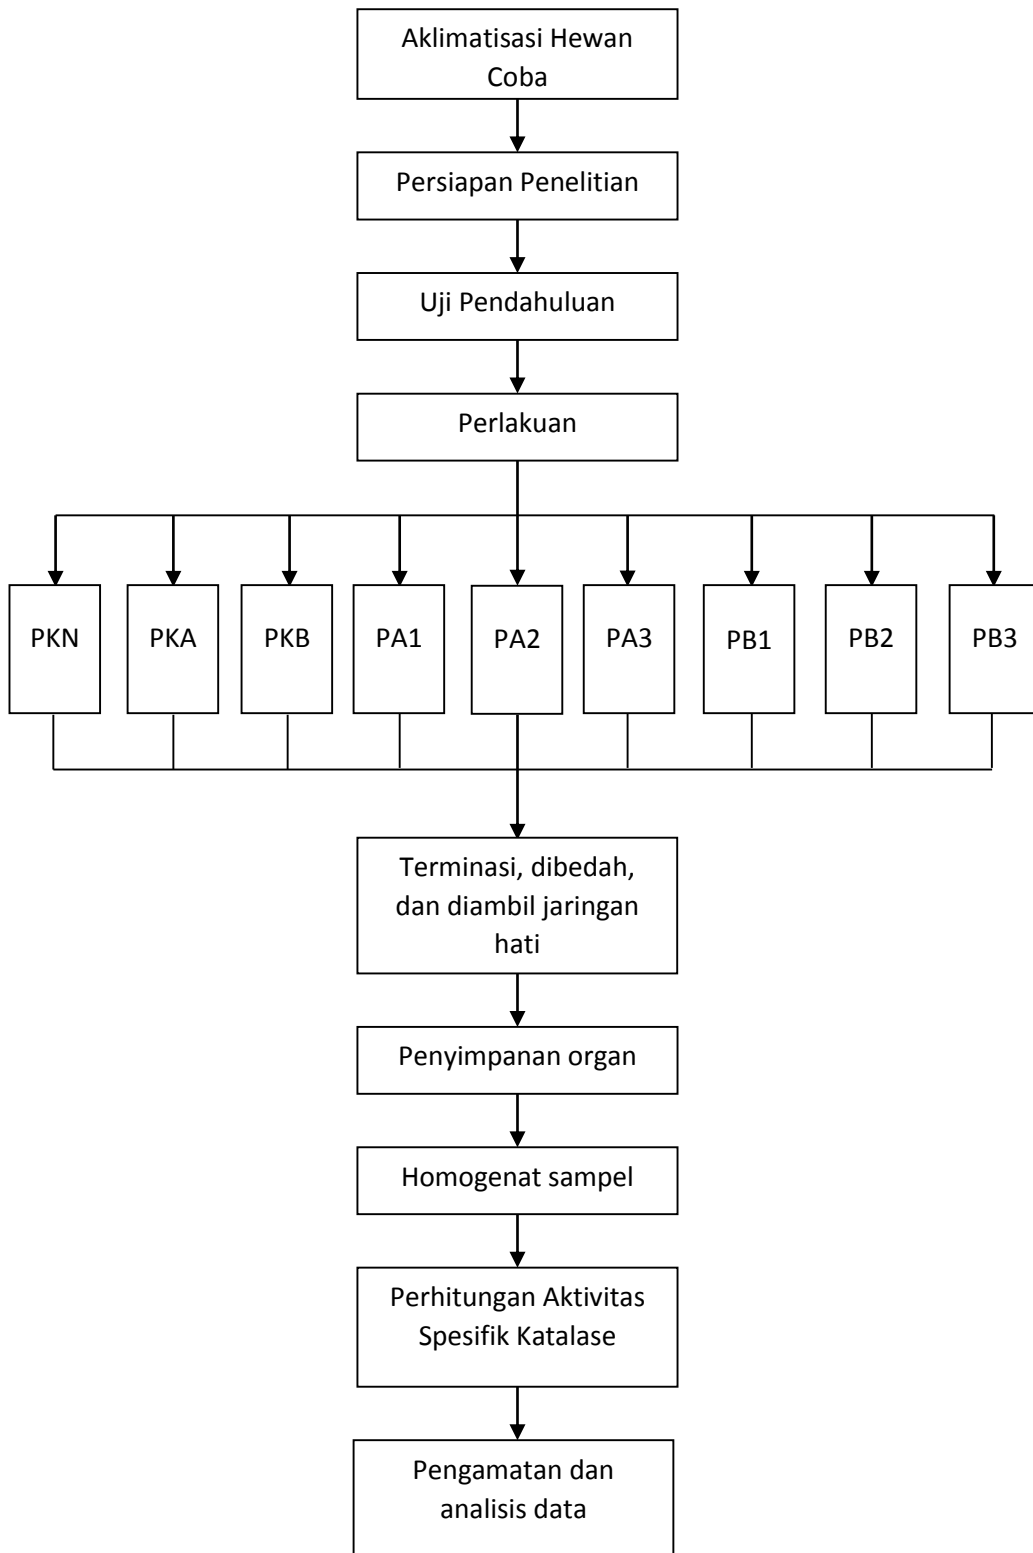 Aklimatisasi Hewan
Coba
Persiapan Penelitian
Uji Pendahuluan
Perlakuan
PKN PKA PKB PA1 PA2 PA3 PB1 PB2 PB3
Terminasi, dibedah,
dan diambil jaringan
hati
Penyimpanan organ
Homogenat sampel
Perhitungan Aktivitas
Spesifik Katalase
Pengamatan dan
analisis data